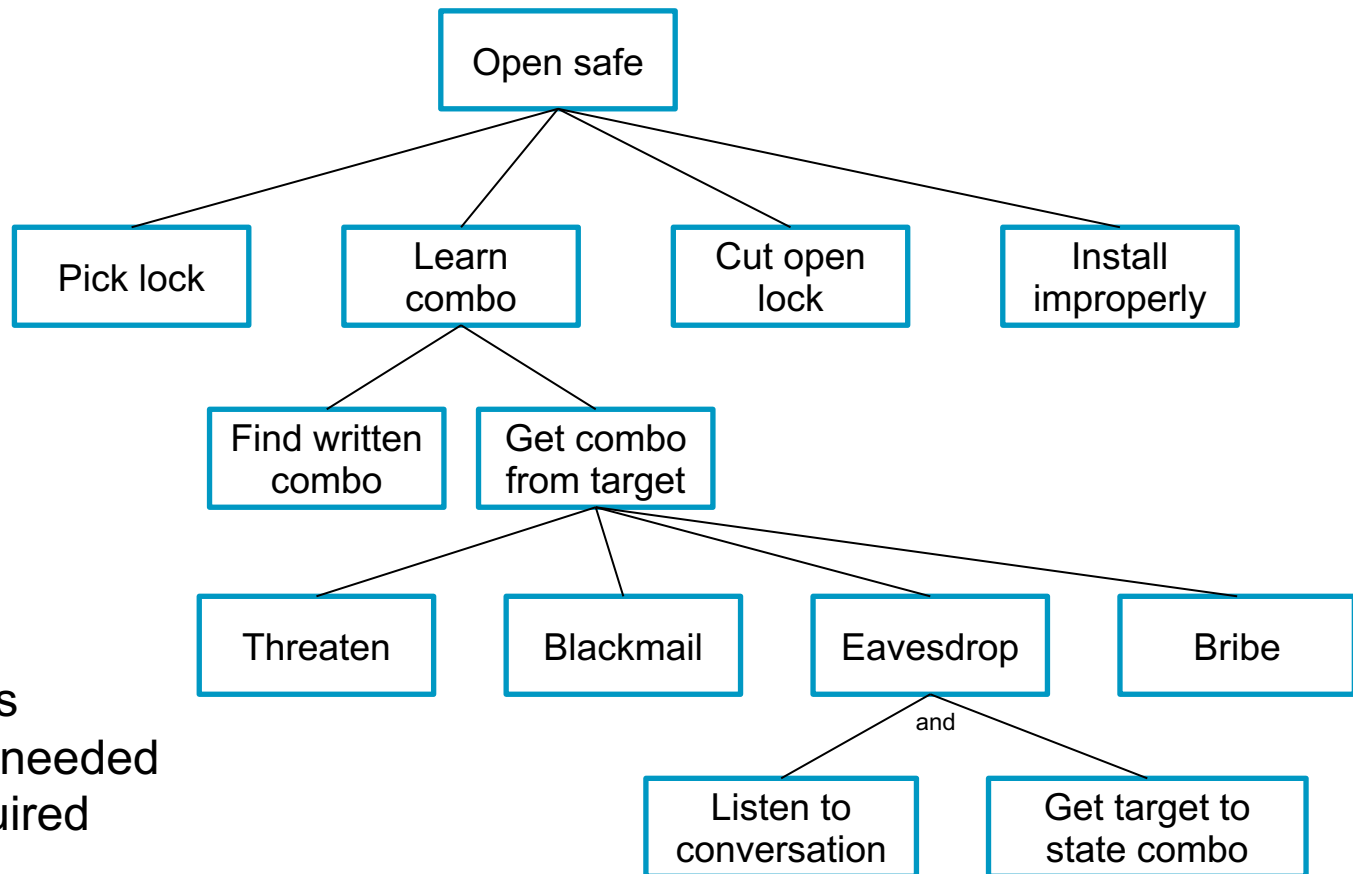 Open safe
Pick lock
Learn
combo
Cut open
lock
Install
improperly
Find written
combo
Get combo
from target
Threaten
Blackmail
Eavesdrop
Bribe
s
and
needed
uired
Listen to
conversation
Get target to
state combo